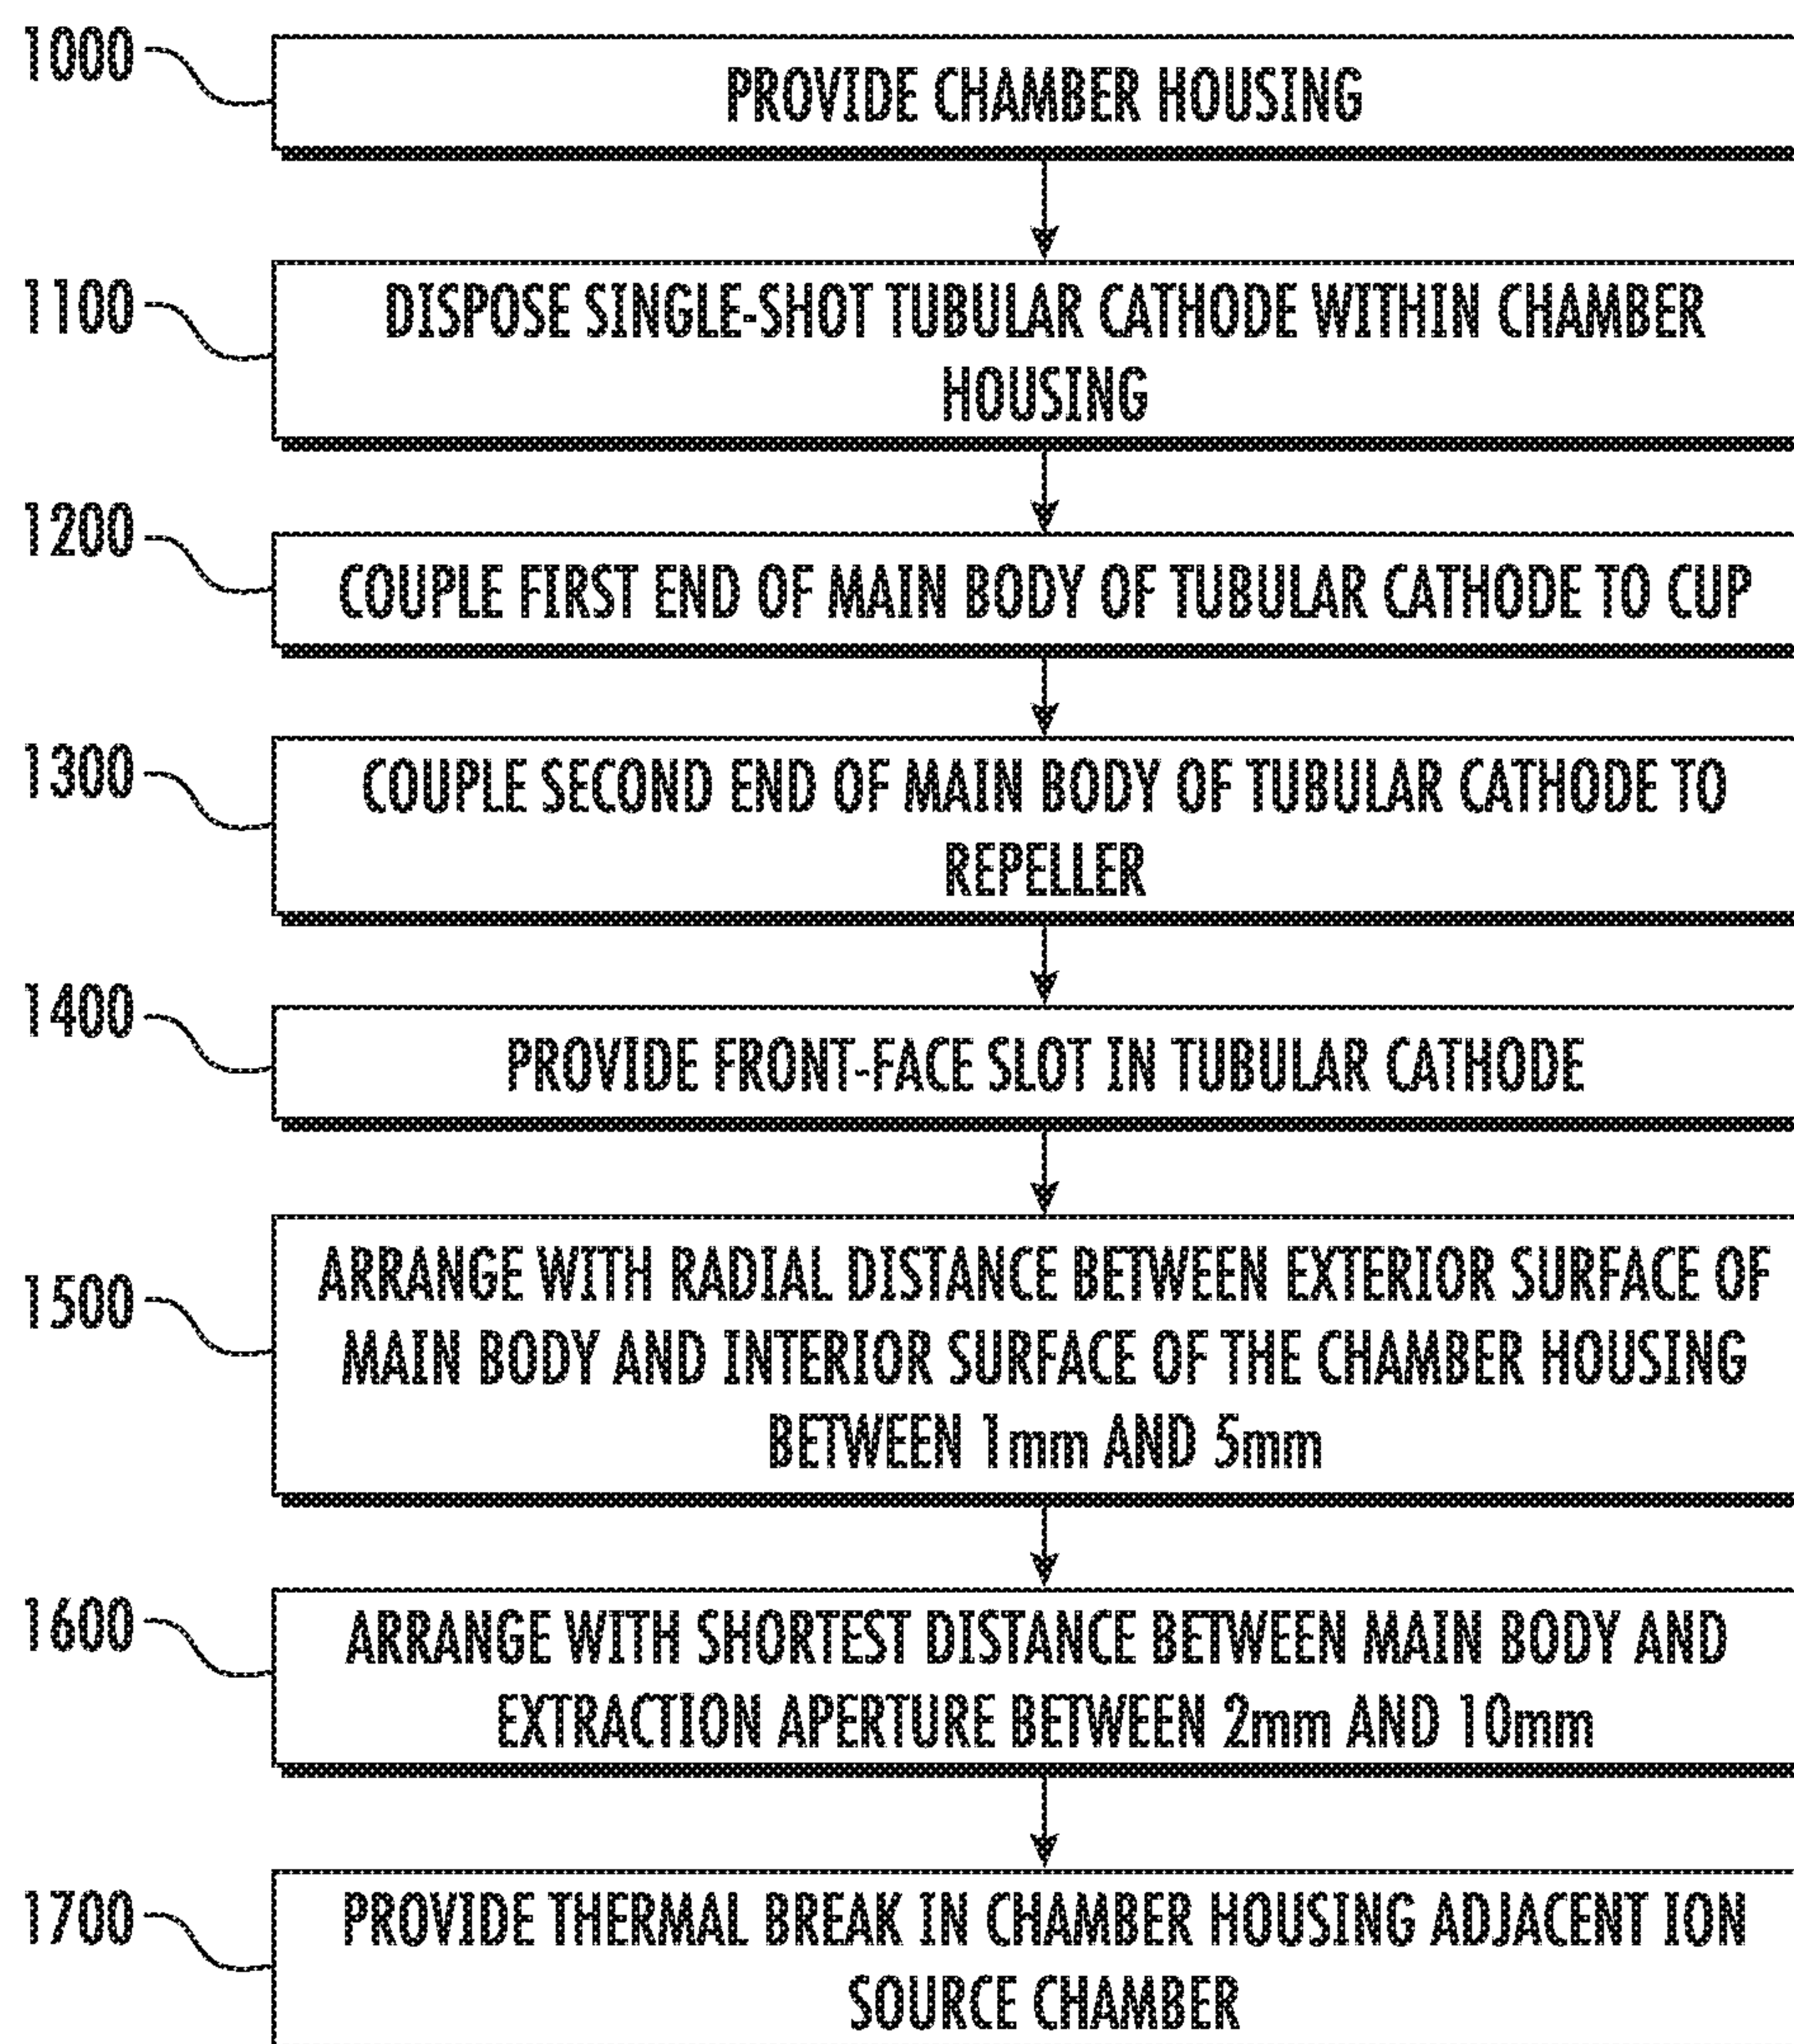 1000
PROVIDE CHAMBER HOUSING
1100
DISPOSE SINGLE-SHOT TUBULAR CATHODE WITHIN CHAMBER
HOUSING
1200
COUPLE FIRST END OF MAIN BODY OF TUBULAR CATHODE TO CUP
1300
COUPLE SECOND END OF MAIN BODY OF TUBULAR CATHODE TO
REPELLER
1400
PROVIDE FRONT-FACE SLOT IN TUBULAR CATHODE
1500
ARRANGE WITH RADIAL DISTANCE BETWEEN EXTERIOR SURFACE OF
MAIN BODY AND INTERIOR SURFACE OF THE CHAMBER HOUSING
BETWEEN 1mm AND 5mm
1600
ARRANGE WITH SHORTEST DISTANCE BETWEEN MAIN BODY AND
EXTRACTION APERTURE BETWEEN 2mm AND 10mm
1700
PROVIDE THERMAL BREAK IN CHAMBER HOUSING ADJACENT ION
SOURCE CHAMBER